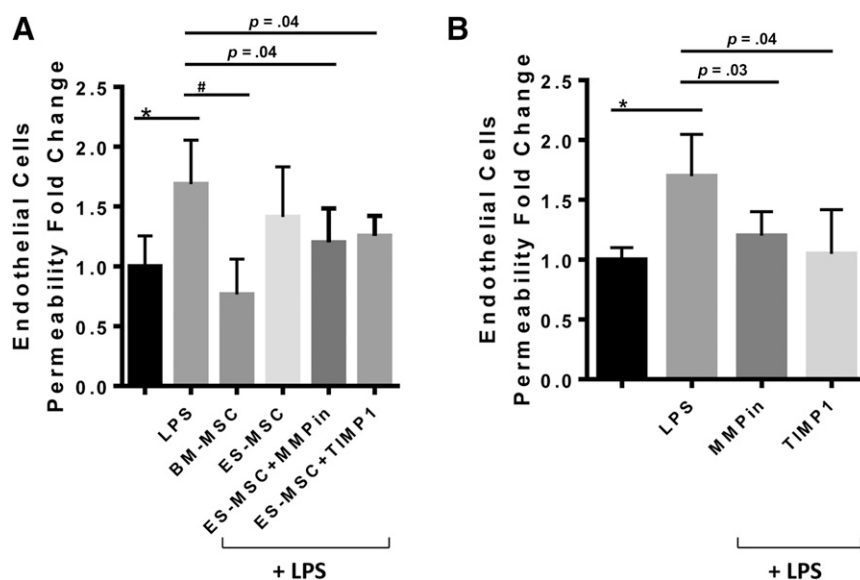 A
p = .04
p = .04
#
*
Endothelial Cells
Permeability Fold Change
2.5
2.0
1.5
1.0
0.5
0.0
LPS
BM-MSC
ES-MSC
ES-MSC+MMPin
ES-MSC+TIMP1
+ LPS
B
p = .04
p = .03
*
Endothelial Cells
Permeability Fold Change
2.5
2.0
1.5
1.0
0.5
0.0
LPS
MMPin
TIMP1
+ LPS